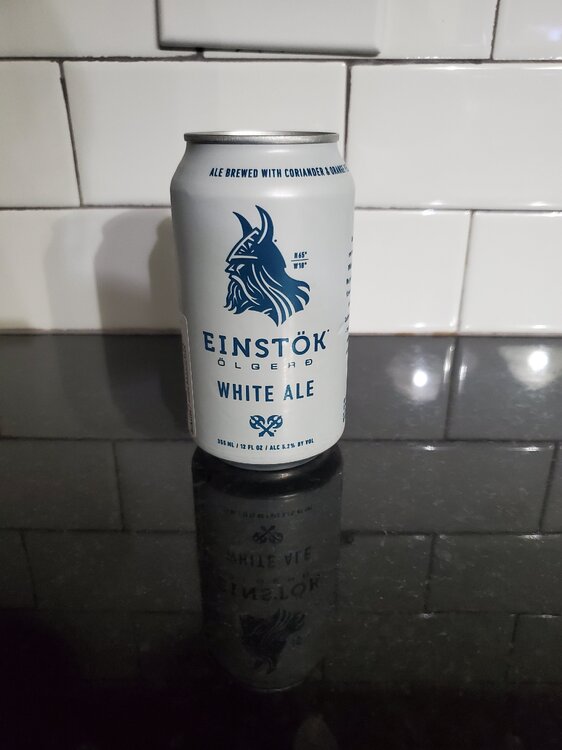 ALE BREWED WITH CORIANDER & ORANGE
N 65°
W 18°
EINSTÖK
ÖLGERÐ
WHITE ALE
355 ML / 12 FL OZ / ALC 5.2% BY VOL